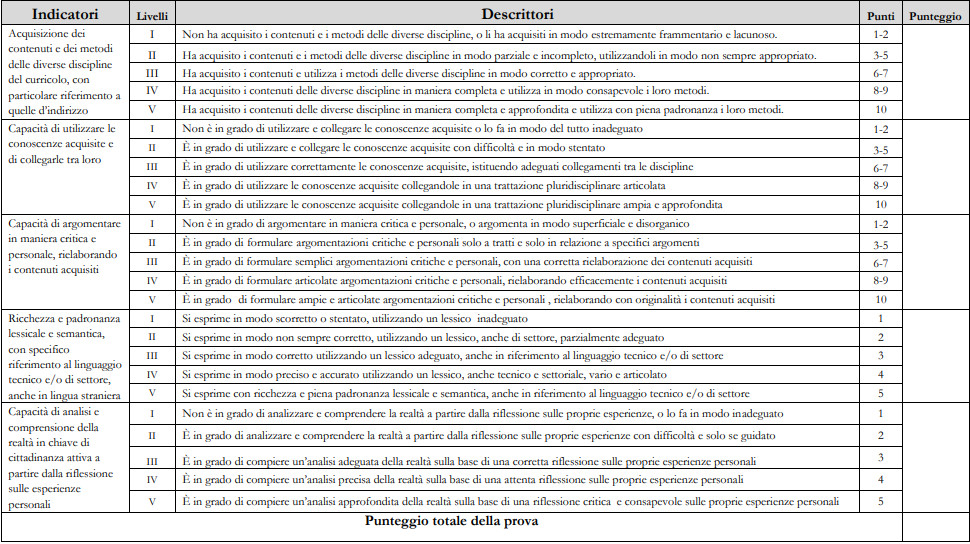 Indicatori Livelli Descrittori Punti Punteggio
Acquisizione dei
contenuti e dei metodi
delle diverse discipline
del curricolo, con
particolare riferimento a
quelle d’indirizzo
I Non ha acquisito i contenuti e i metodi delle diverse discipline, o li ha acquisiti in modo estremamente frammentario e lacunoso. 1-2
II Ha acquisito i contenuti e i metodi delle diverse discipline in modo parziale e incompleto, utilizzandoli in modo non sempre appropriato. 3-5
III Ha acquisito i contenuti e utilizza i metodi delle diverse discipline in modo corretto e appropriato. 6-7
IV Ha acquisito i contenuti delle diverse discipline in maniera completa e utilizza in modo consapevole i loro metodi. 8-9
V Ha acquisito i contenuti delle diverse discipline in maniera completa e approfondita e utilizza con piena padronanza i loro metodi. 10
Capacità di utilizzare le
conoscenze acquisite e
di collegarle tra loro
I Non è in grado di utilizzare e collegare le conoscenze acquisite o lo fa in modo del tutto inadeguato 1-2
II È in grado di utilizzare e collegare le conoscenze acquisite con difficoltà e in modo stentato 3-5
III È in grado di utilizzare correttamente le conoscenze acquisite, istituendo adeguati collegamenti tra le discipline 6-7
IV È in grado di utilizzare le conoscenze acquisite collegandole in una trattazione pluridisciplinare articolata 8-9
V È in grado di utilizzare le conoscenze acquisite collegandole in una trattazione pluridisciplinare ampia e approfondita 10
Capacità di argomentare
in maniera critica e
personale, rielaborando
i contenuti acquisiti
I Non è in grado di argomentare in maniera critica e personale, o argomenta in modo superficiale e disorganico 1-2
II È in grado di formulare argomentazioni critiche e personali solo a tratti e solo in relazione a specifici argomenti 3-5
III È in grado di formulare semplici argomentazioni critiche e personali, con una corretta rielaborazione dei contenuti acquisiti 6-7
IV È in grado di formulare articolate argomentazioni critiche e personali, rielaborando efficacemente i contenuti acquisiti 8-9
V È in grado di formulare ampie e articolate argomentazioni critiche e personali , rielaborando con originalità i contenuti acquisiti 10
Ricchezza e padronanza
lessicale e semantica,
con specifico
riferimento al linguaggio
tecnico e/o di settore,
anche in lingua straniera
I Si esprime in modo scorretto o stentato, utilizzando un lessico inadeguato 1
II Si esprime in modo non sempre corretto, utilizzando un lessico, anche di settore, parzialmente adeguato 2
III Si esprime in modo corretto utilizzando un lessico adeguato, anche in riferimento al linguaggio tecnico e/o di settore 3
IV Si esprime in modo preciso e accurato utilizzando un lessico, anche tecnico e settoriale, vario e articolato 4
V Si esprime con ricchezza e piena padronanza lessicale e semantica, anche in riferimento al linguaggio tecnico e/o di settore 5
Capacità di analisi e
comprensione della
realtà in chiave di
cittadinanza attiva a
partire dalla riflessione
sulle esperienze
personali
I Non è in grado di analizzare e comprendere la realtà a partire dalla riflessione sulle proprie esperienze, o lo fa in modo inadeguato 1
II È in grado di analizzare e comprendere la realtà a partire dalla riflessione sulle proprie esperienze con difficoltà e solo se guidato 2
III È in grado di compiere un’analisi adeguata della realtà sulla base di una corretta riflessione sulle proprie esperienze personali 3
IV È in grado di compiere un’analisi precisa della realtà sulla base di una attenta riflessione sulle proprie esperienze personali 4
V È in grado di compiere un’analisi approfondita della realtà sulla base di una riflessione critica e consapevole sulle proprie esperienze personali 5
Punteggio totale della prova